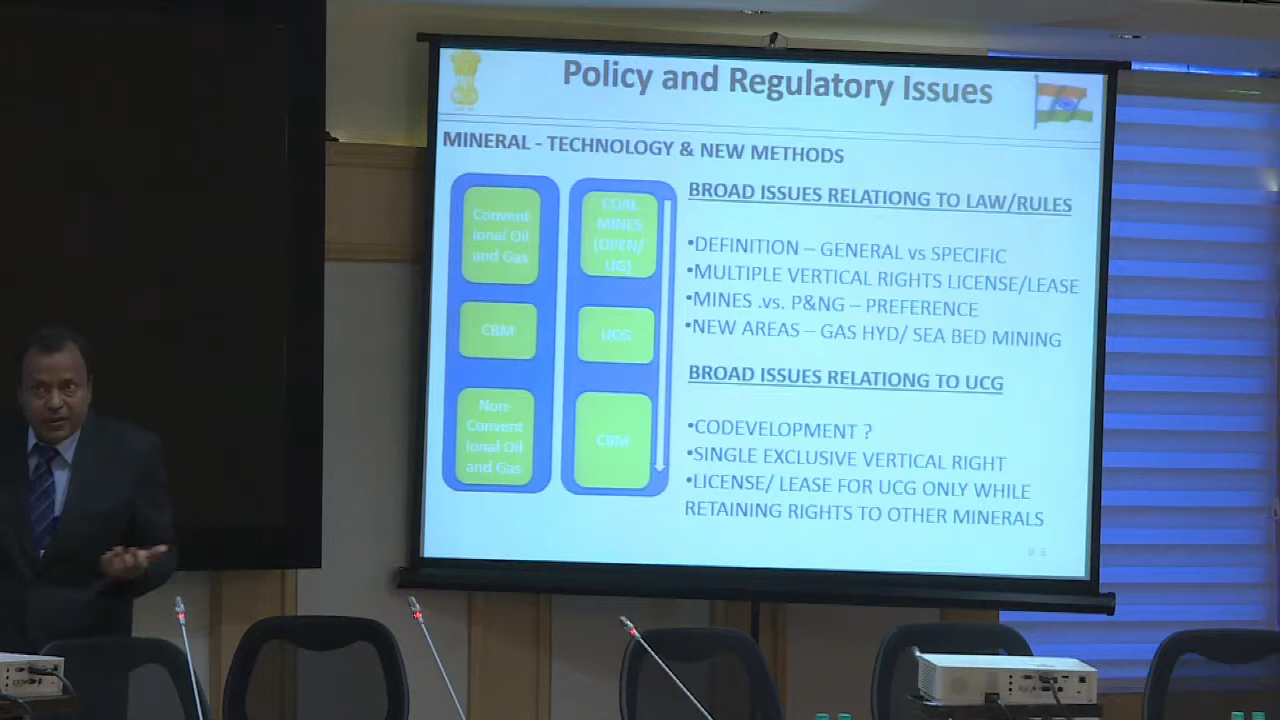 Policy and Regulatory Issues
MINERAL - TECHNOLOGY & NEW METHODS
Convent
ional Oil
and Gas
CBM
Non-
Convent
ional Oil
and Gas
COAL
MINES
(OPEN/
UG)
UCG
CBM
BROAD ISSUES RELATIONG TO LAW/RULES
•DEFINITION – GENERAL vs SPECIFIC
•MULTIPLE VERTICAL RIGHTS LICENSE/LEASE
•MINES .vs. P&NG – PREFERENCE
•NEW AREAS – GAS HYD/ SEA BED MINING
BROAD ISSUES RELATIONG TO UCG
•CODEVELOPMENT ?
•SINGLE EXCLUSIVE VERTICAL RIGHT
•LICENSE/ LEASE FOR UCG ONLY WHILE
RETAINING RIGHTS TO OTHER MINERALS
6 6